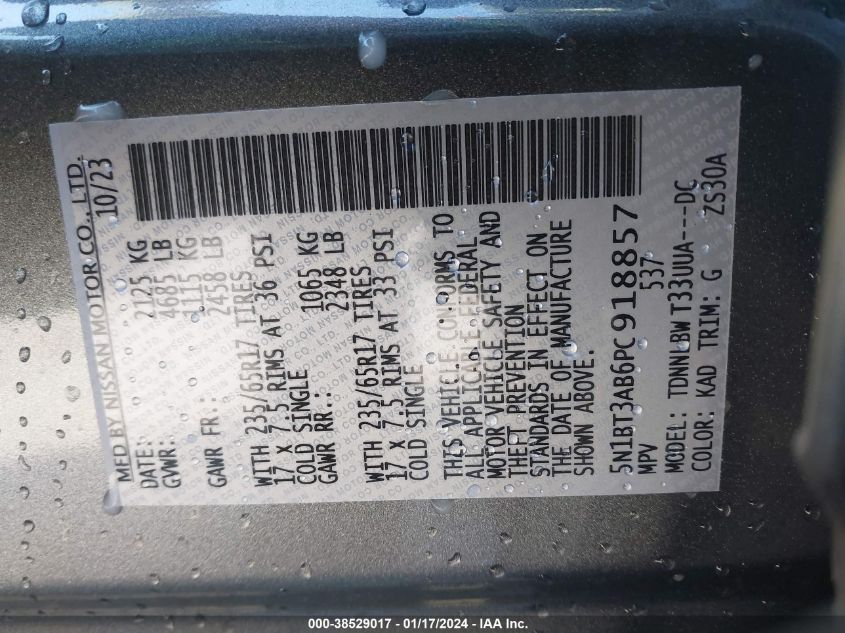 MFD BY NISSAN MOTOR CO., LTD.
DATE: 10/23
GVWR: 2125 KG
4685 LB
GAWR FR: 1115 KG
2458 LB
WITH 235/65R17 TIRES
17 X 7.5 RIMS AT 36 PSI
COLD SINGLE
GAWR RR: 1065 KG
2348 LB
WITH 235/65R17 TIRES
17 X 7.5 RIMS AT 33 PSI
COLD SINGLE
THIS VEHICLE CONFORMS TO
ALL APPLICABLE FEDERAL
MOTOR VEHICLE SAFETY AND
THEFT PREVENTION
STANDARDS IN EFFECT ON
THE DATE OF MANUFACTURE
SHOWN ABOVE.
5N1BT3AB6PC918857
MPV 537
MODEL: TDNNLBW T33UUA---DC
COLOR: KAD TRIM: G ZS30A
000-38529017 — 01/17/2024 — IAA Inc.